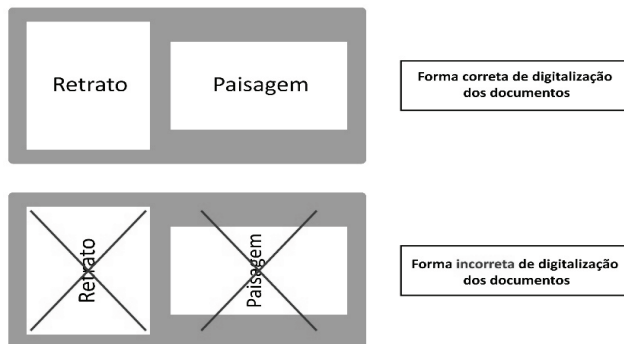 Retrato
Paisagem
Forma correta de digitalização
dos documentos
Retrato
Paisagem
Forma incorreta de digitalização
dos documentos